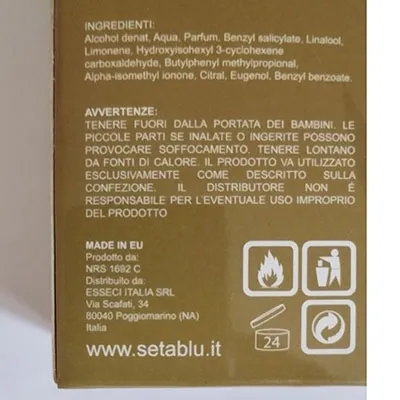 INGREDIENTI:
Alcohol denat, Aqua, Parfum, Benzyl salicylate, Linalool,
Limonene, Hydroxyisohexyl 3-cyclohexene
carboxaldehyde, Butylphenyl methylpropional,
Alpha-isomethyl ionone, Citral, Eugenol, Benzyl benzoate.
AVVERTENZE:
TENERE FUORI DALLA PORTATA DEI BAMBINI. LE
PICCOLE PARTI SE INALATE O INGERITE POSSONO
PROVOCARE SOFFOCAMENTO. TENERE LONTANO
DA FONTI DI CALORE. IL PRODOTTO VA UTILIZZATO
ESCLUSIVAMENTE COME DESCRITTO SULLA
CONFEZIONE. IL DISTRIBUTORE NON É
RESPONSABILE PER L'EVENTUALE USO IMPROPRIO
DEL PRODOTTO
MADE IN EU
Prodotto da:
NRS 1692 C
Distribuito da:
ESSECI ITALIA SRL
Via Scafati, 34
80040 Poggiomarino (NA)
Italia
24
www.setablu.it